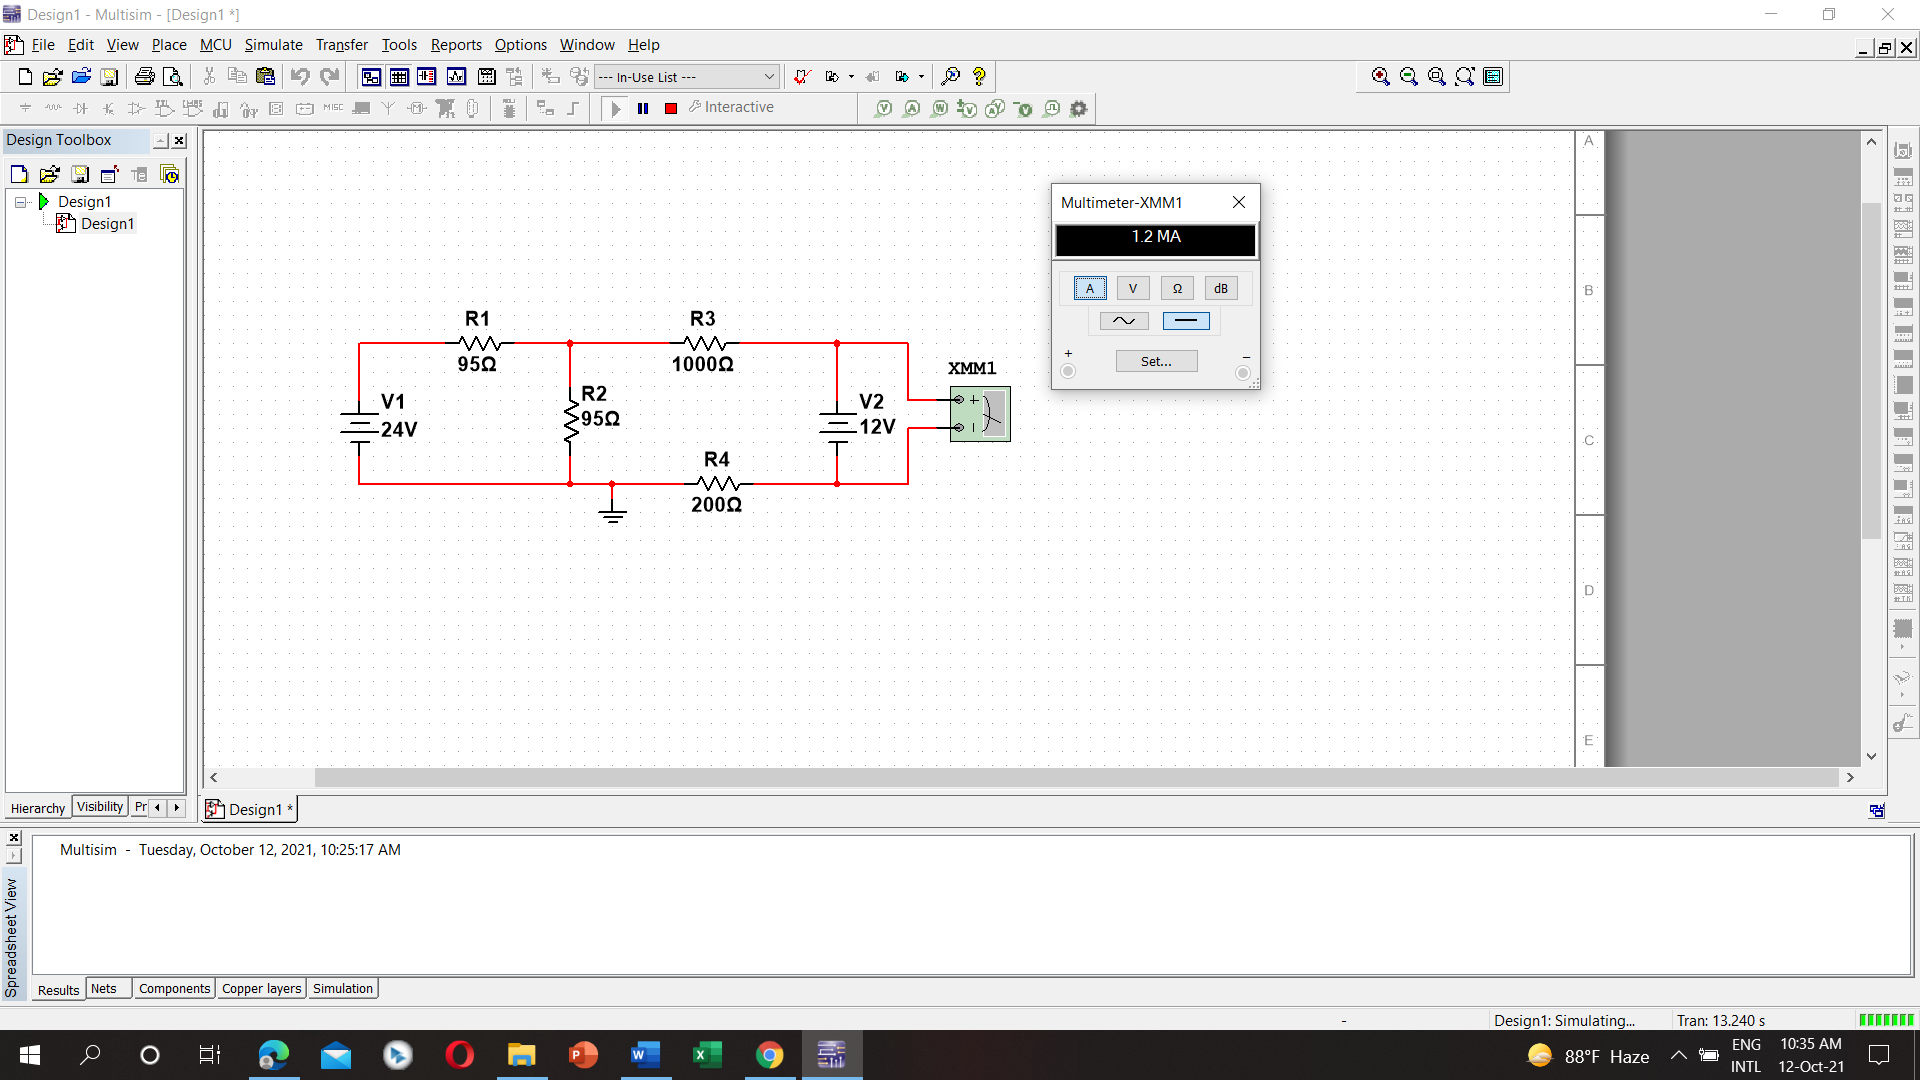 Design1 - Multisim - [Design1 *]
File Edit View Place MCU Simulate Transfer Tools Reports Options Window Help
--- In-Use List ---
MISC
Interactive
Design Toolbox
Design1
Design1
A
B
C
D
E
Multimeter-XMM1
1.2 MA
A V Ω dB
+ Set... –
R1
95Ω
R3
1000Ω
R2
95Ω
V1
24V
V2
12V
R4
200Ω
XMM1
Hierarchy Visibility Pr
Design1 *
Multisim - Tuesday, October 12, 2021, 10:25:17 AM
Spreadsheet View
Results Nets Components Copper layers Simulation
- Design1: Simulating... Tran: 13.240 s
88°F Haze
ENG
INTL
10:35 AM
12-Oct-21